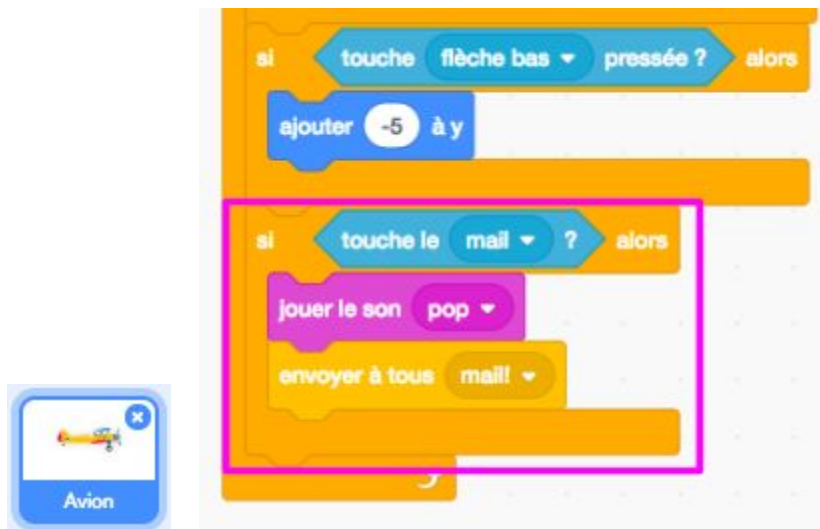 si touche flèche bas pressée ? alors
ajouter -5 à y
si touche le mail ? alors
jouer le son pop
envoyer à tous mail!
Avion